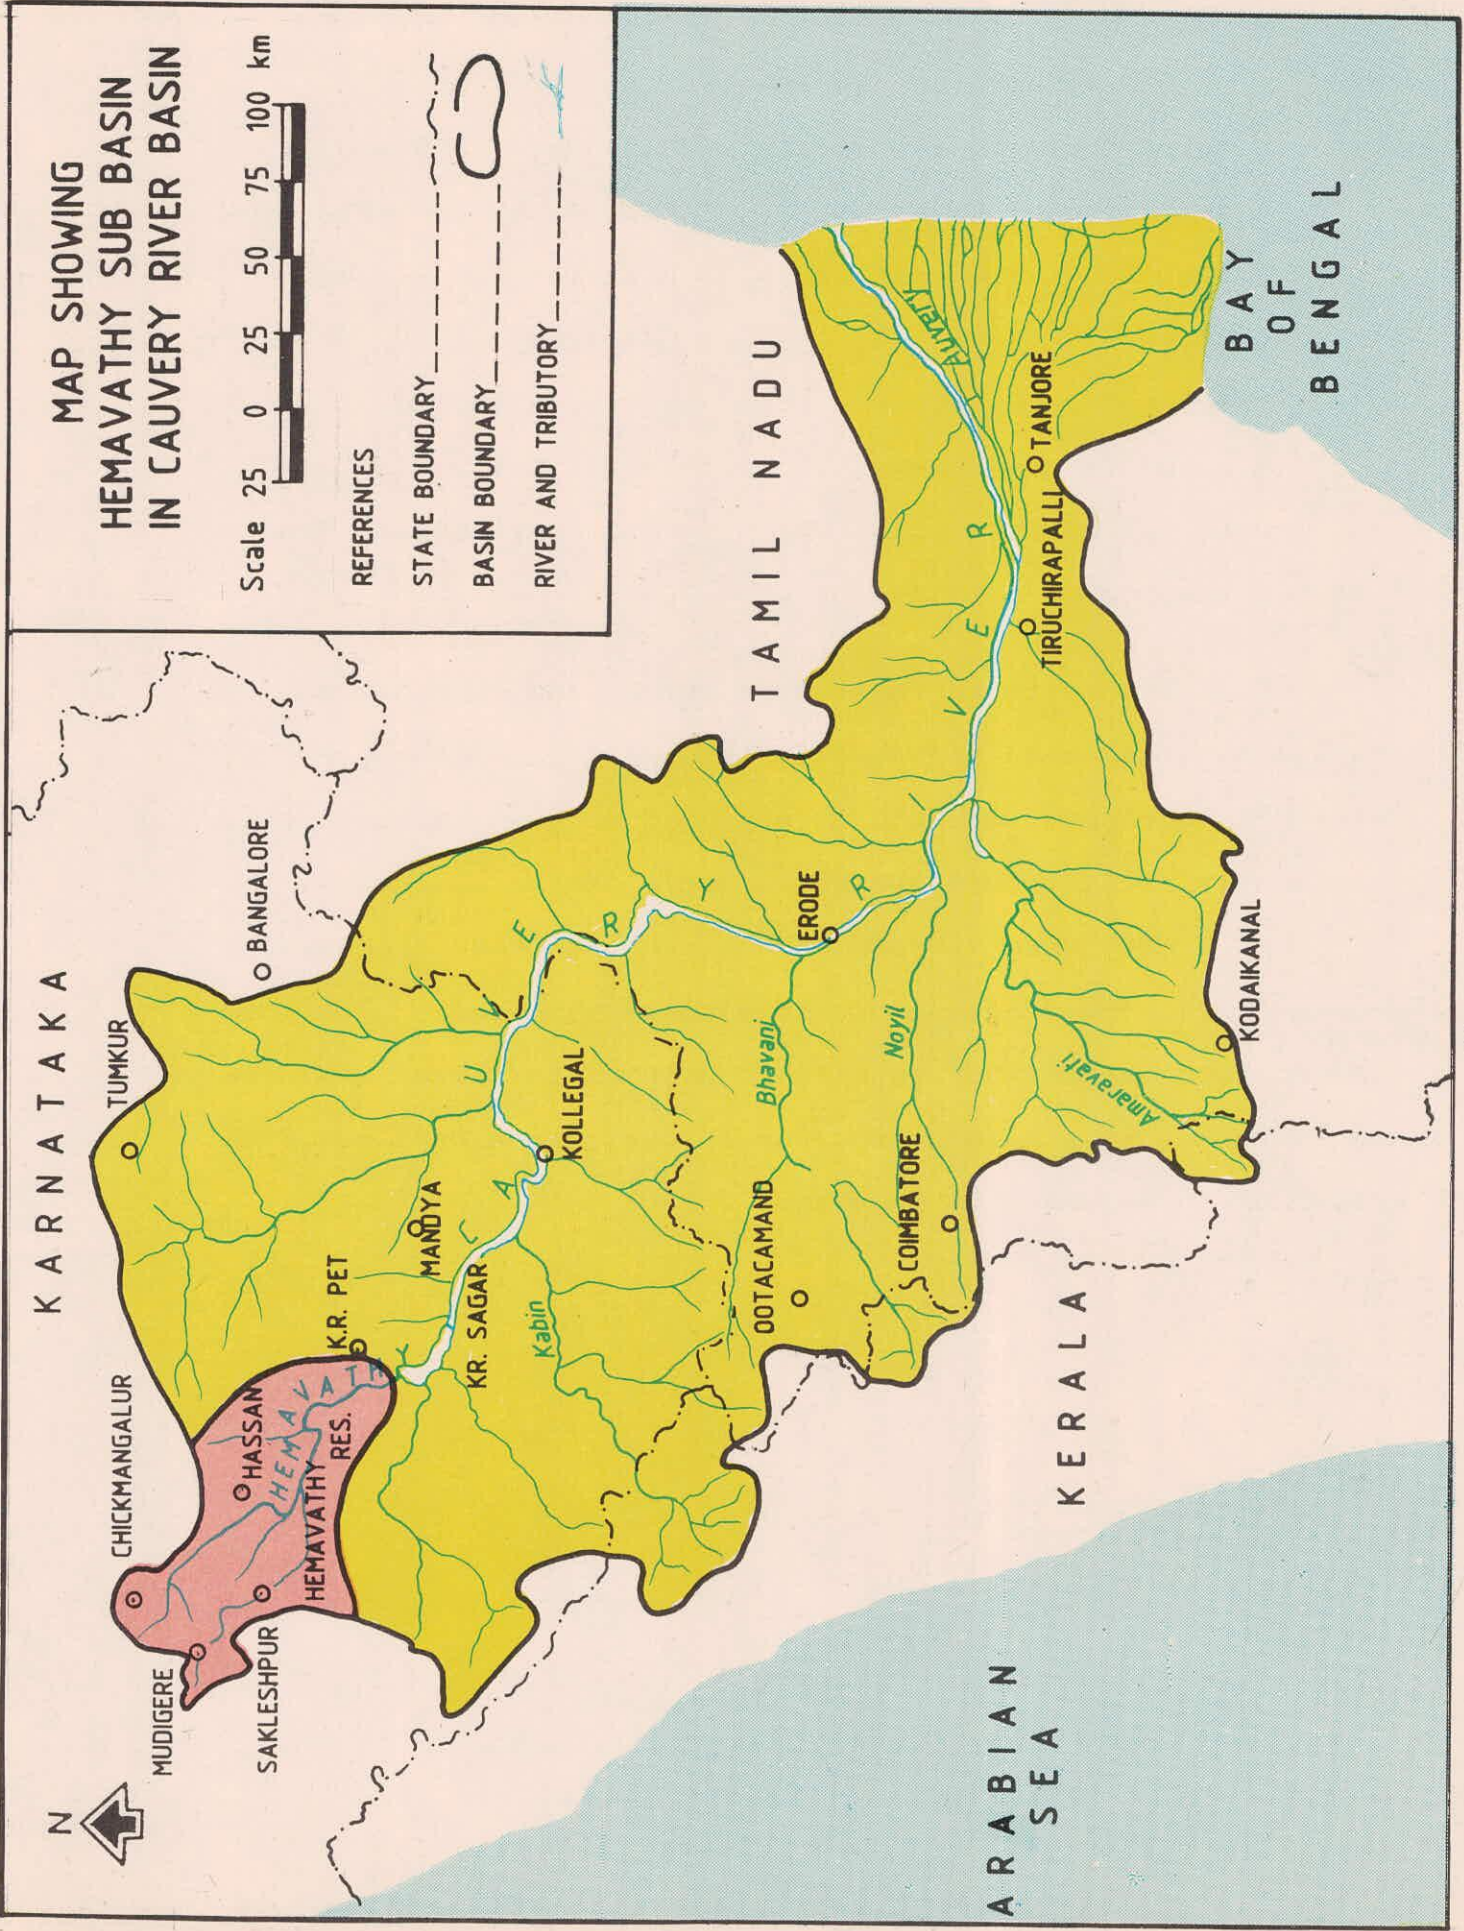 MAP SHOWING
HEMAVATHY SUB BASIN
IN CAUVERY RIVER BASIN
Scale 25 0 25 50 75 100 km
REFERENCES
STATE BOUNDARY
BASIN BOUNDARY
RIVER AND TRIBUTORY
N
KARNATAKA
CHICKMANGALUR
TUMKUR
MUDIGERE
BANGALORE
HASSAN
SAKLESHPUR
HEMAVATHY
HEMAVATHY
RES.
K.R. PET
MANDYA
KR. SAGAR
KOLLEGAL
CAUVERY
Kabin
TAMIL NADU
OOTACAMAND
Bhavani
ERODE
COIMBATORE
Noyil
RIVER
Auvery
TANJORE
TIRUCHIRAPALLI
Amaravati
KODAIKANAL
KERALA
ARABIAN
SEA
BAY
OF
BENGAL